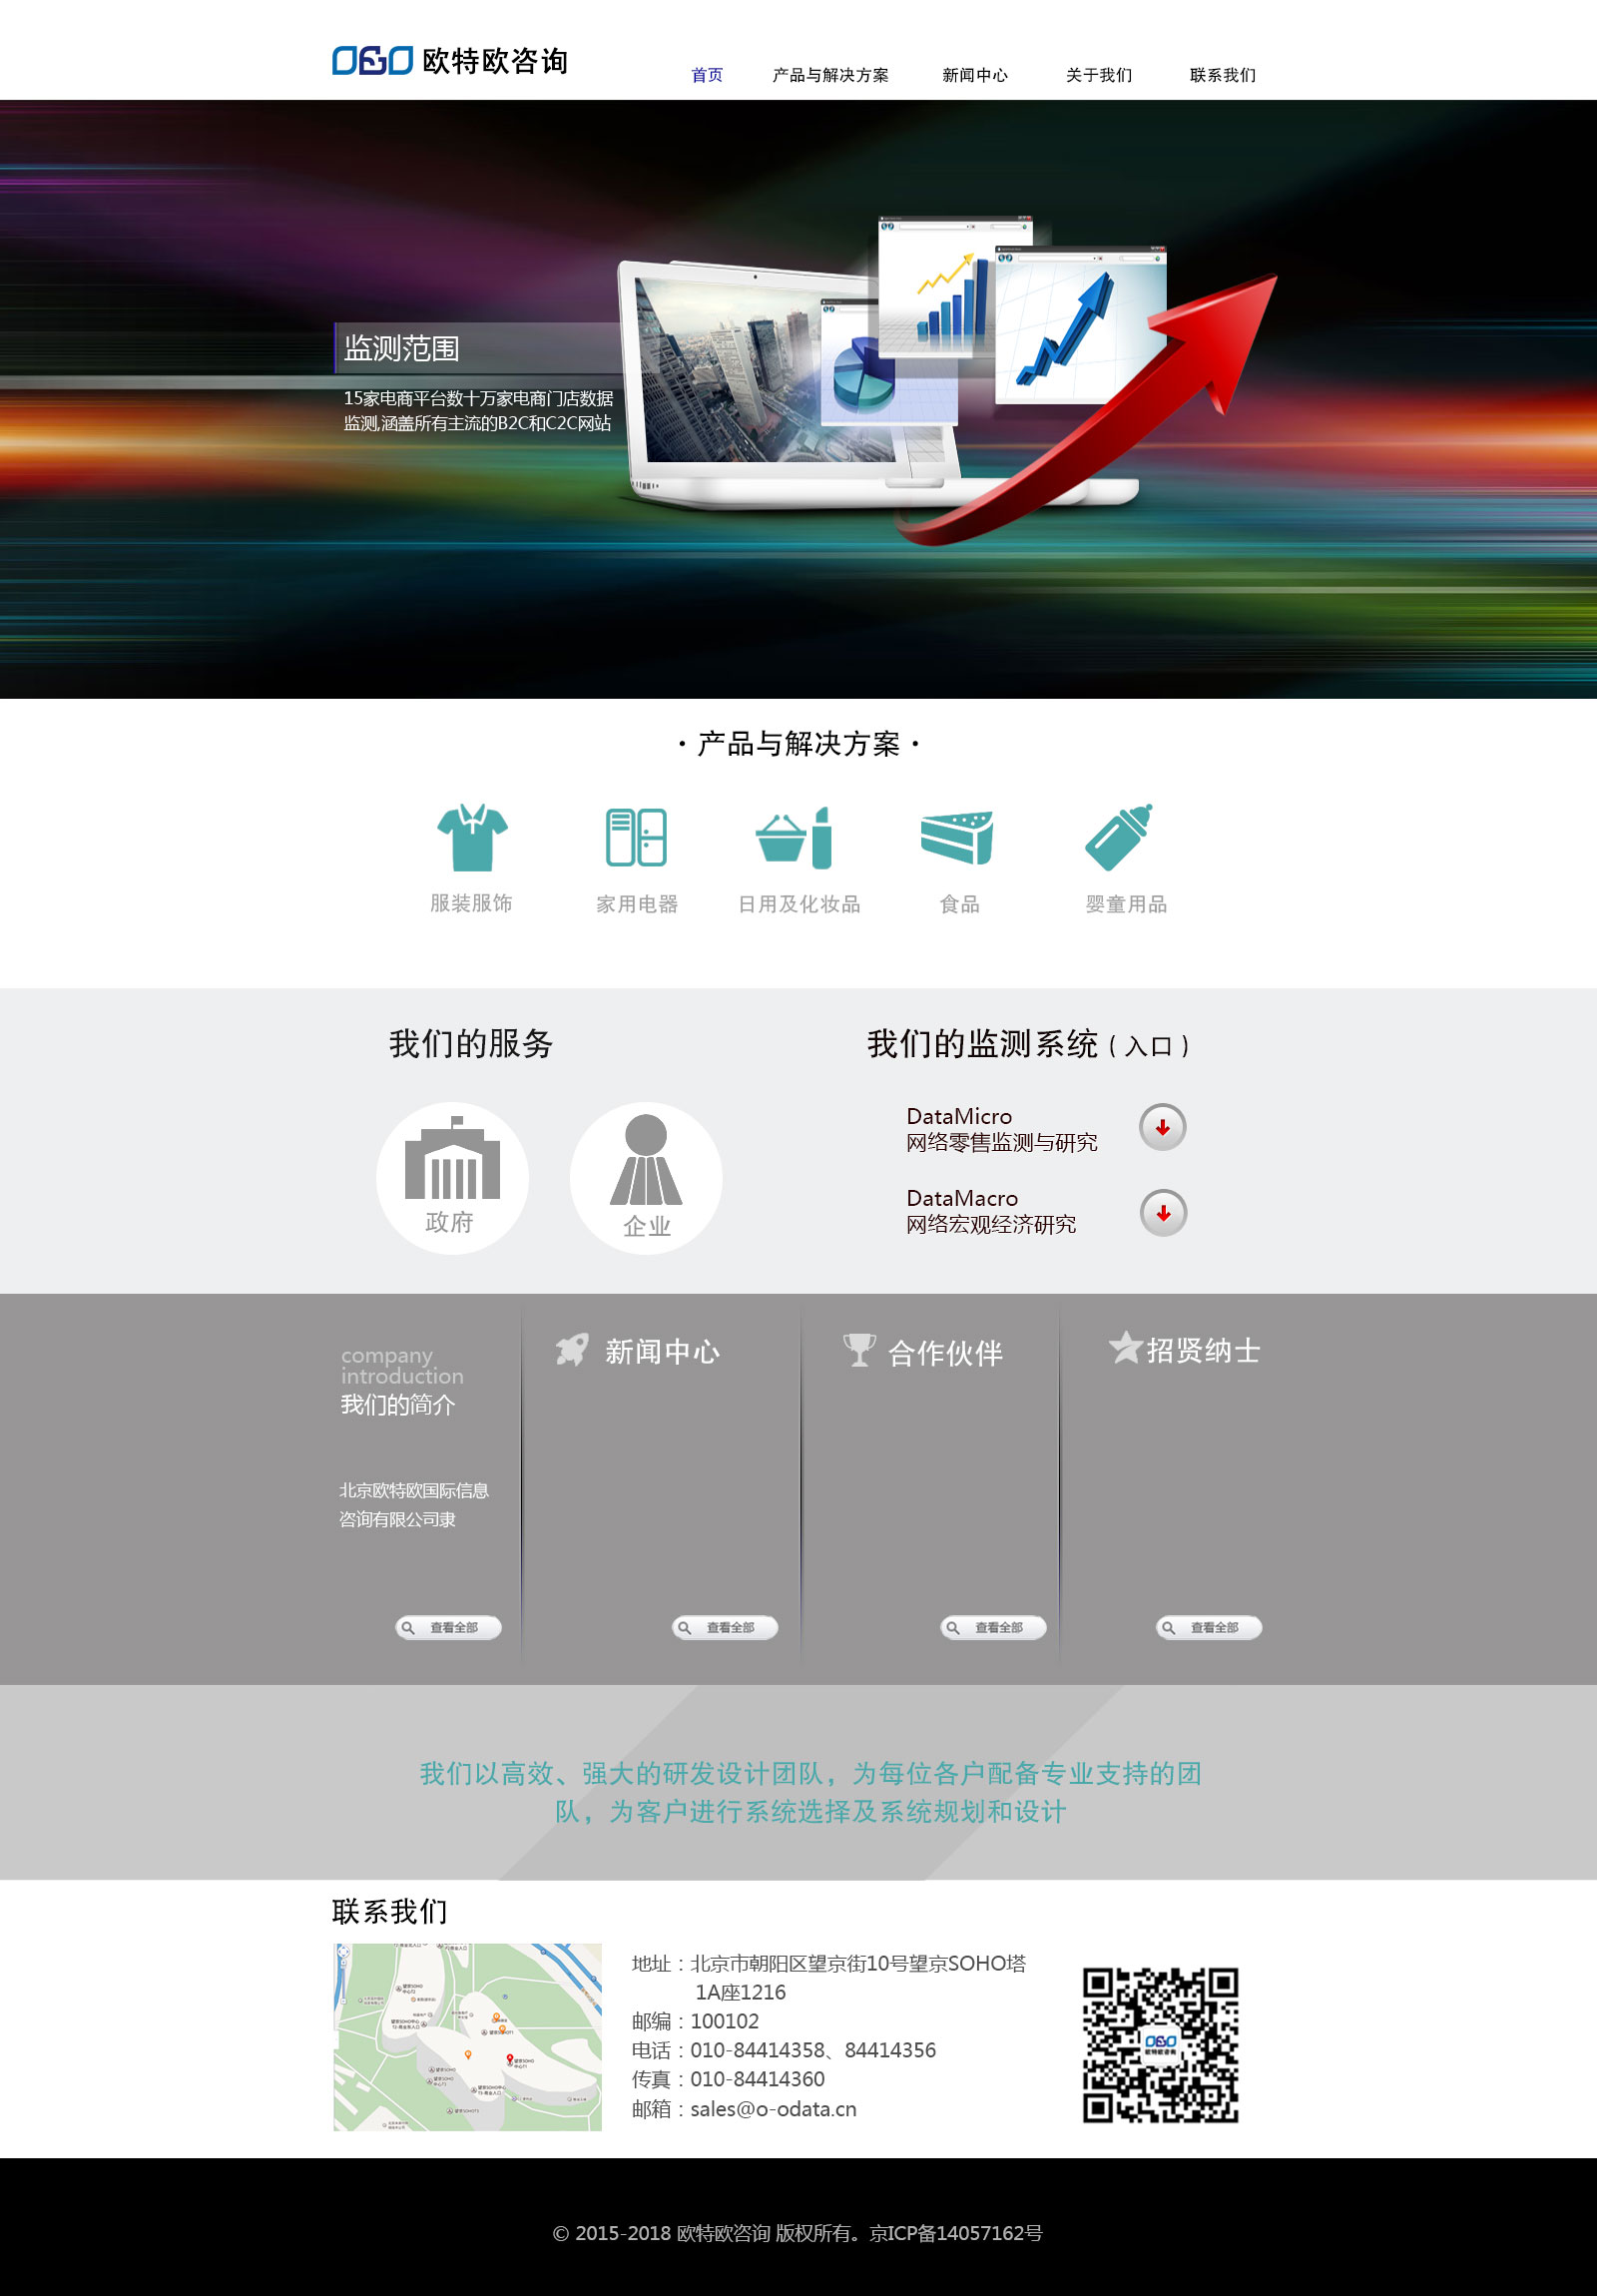 欧特欧咨询
首页 产品与解决方案 新闻中心 关于我们 联系我们
监测范围
15家电商平台数十万家电商门店数据
监测,涵盖所有主流的B2C和C2C网站
·产品与解决方案·
服装服饰 家用电器 日用及化妆品 食品 婴童用品
我们的服务
政府 企业
我们的监测系统(入口)
DataMicro
网络零售监测与研究
DataMacro
网络宏观经济研究
company
introduction
我们的简介
北京欧特欧国际信息
咨询有限公司隶
查看全部
新闻中心
查看全部
合作伙伴
查看全部
招贤纳士
查看全部
我们以高效、强大的研发设计团队，为每位各户配备专业支持的团
队，为客户进行系统选择及系统规划和设计
联系我们
地址：北京市朝阳区望京街10号望京SOHO塔
1A座1216
邮编：100102
电话：010-84414358、84414356
传真：010-84414360
邮箱：sales@o-odata.cn
欧特欧咨询
© 2015-2018 欧特欧咨询 版权所有。京ICP备14057162号